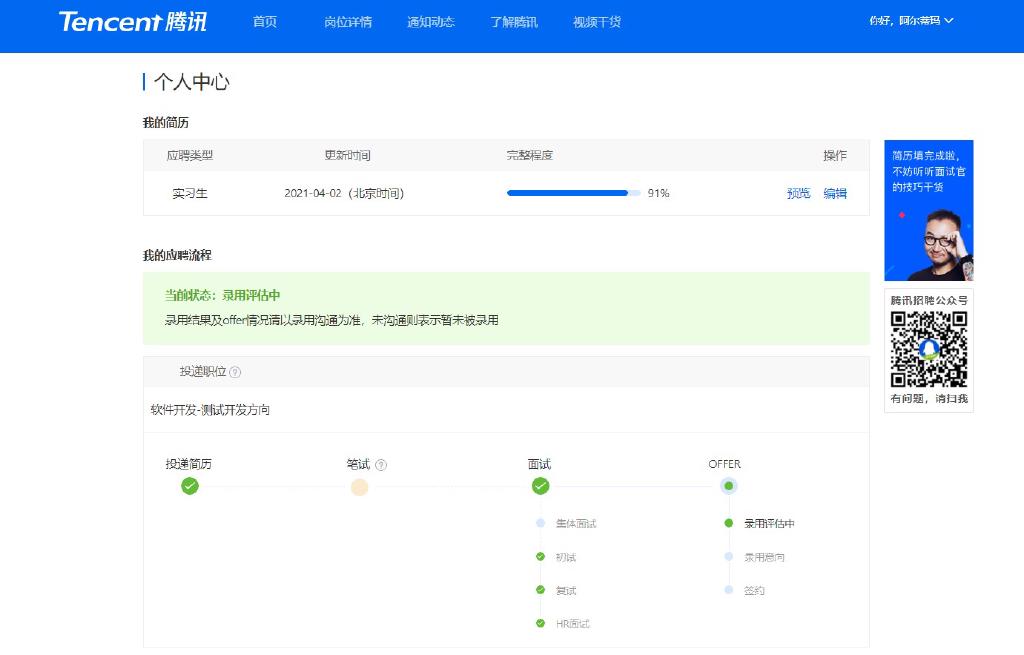 Tencent 腾讯
首页 岗位详情 通知动态 了解腾讯 视频干货 你好，阿尔蒂玛
个人中心
我的简历
应聘类型 更新时间 完整程度 操作
实习生 2021-04-02（北京时间） 91% 预览 编辑
简历填完成啦，
不妨听听面试官
的技巧干货
我的应聘流程
当前状态：录用评估中
录用结果及offer情况请以录用沟通为准，未沟通则表示暂未被录用
腾讯招聘公众号
有问题，请扫我
投递职位 ?
软件开发-测试开发方向
投递简历 笔试 ? 面试 OFFER
集体面试 录用评估中
初试 录用意向
复试 签约
HR面试